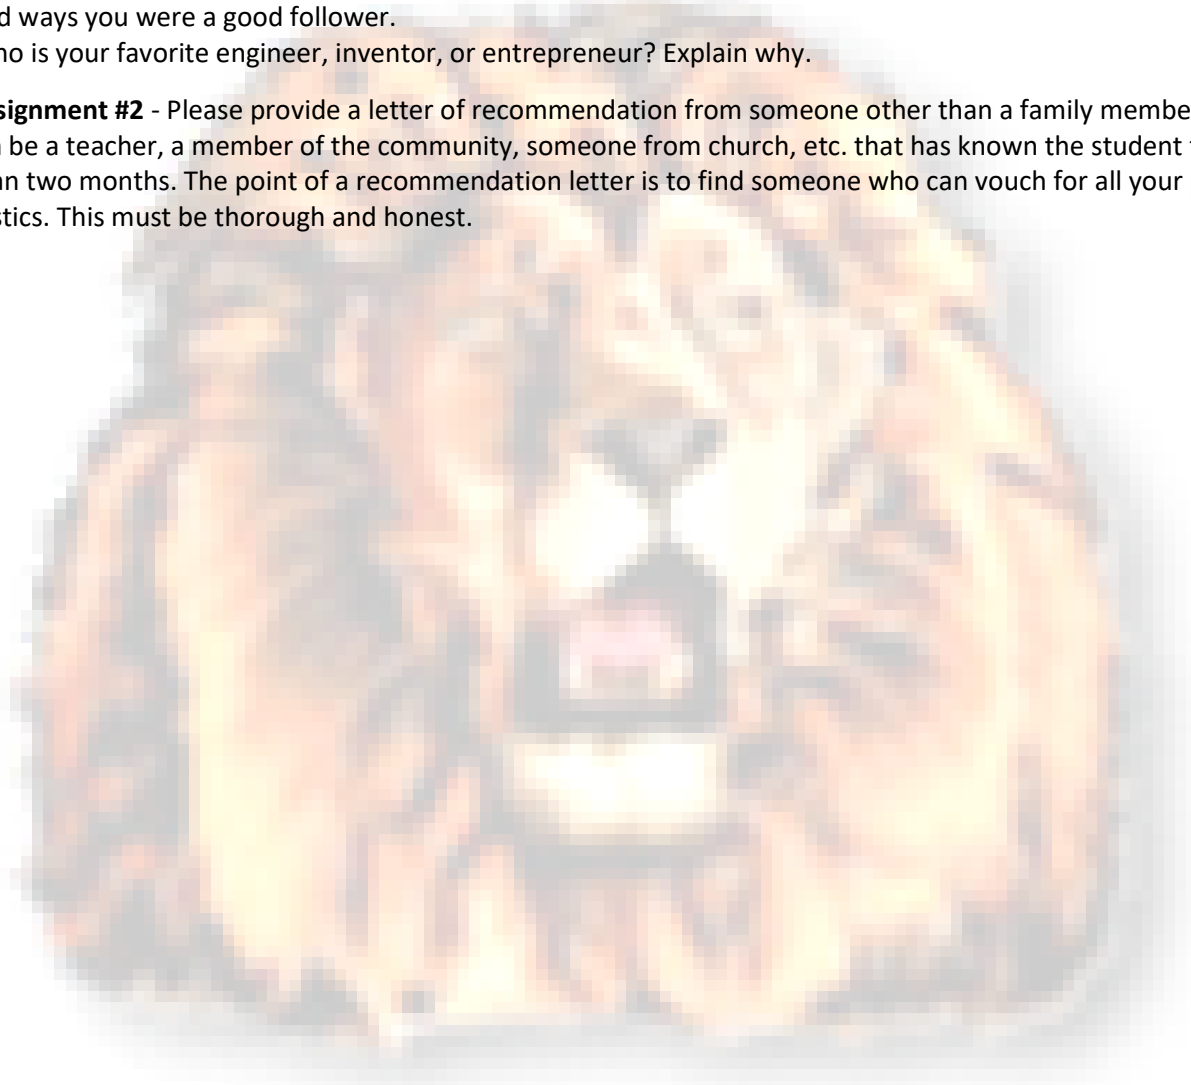 d ways you were a good follower.
no is your favorite engineer, inventor, or entrepreneur? Explain why.
signment #2 - Please provide a letter of recommendation from someone other than a family membe
be a teacher, a member of the community, someone from church, etc. that has known the student
an two months. The point of a recommendation letter is to find someone who can vouch for all your
stics. This must be thorough and honest.